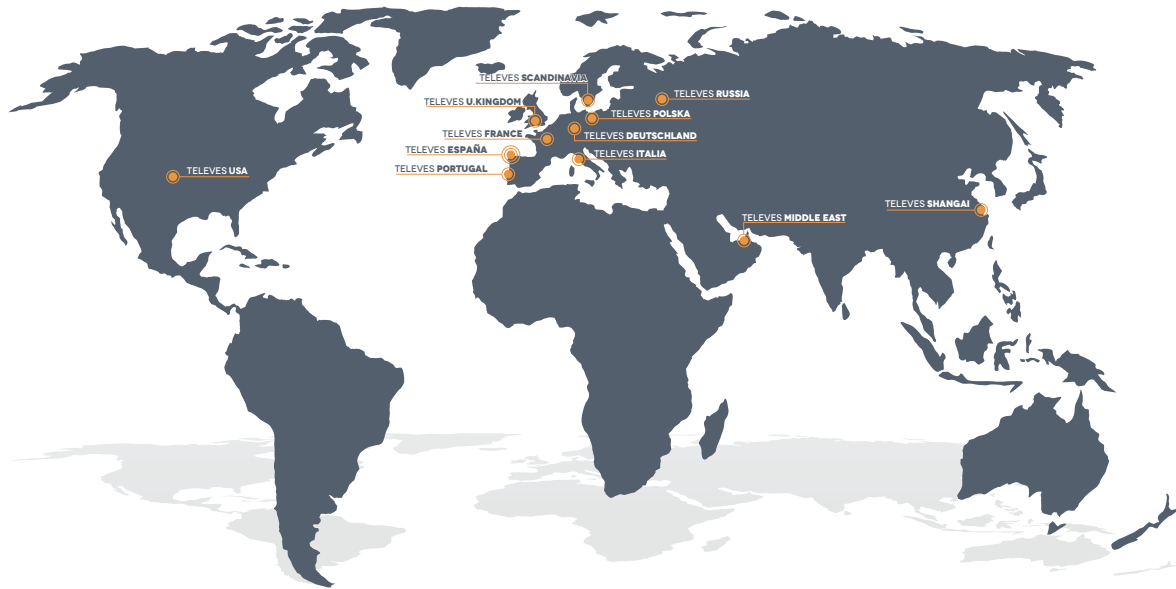 TELEVES SCANDINAVIA
TELEVES RUSSIA
TELEVES U.KINGDOM
TELEVES POLSKA
TELEVES FRANCE
TELEVES DEUTSCHLAND
TELEVES ESPAÑA
TELEVES ITALIA
TELEVES PORTUGAL
TELEVES USA
TELEVES SHANGAI
TELEVES MIDDLE EAST